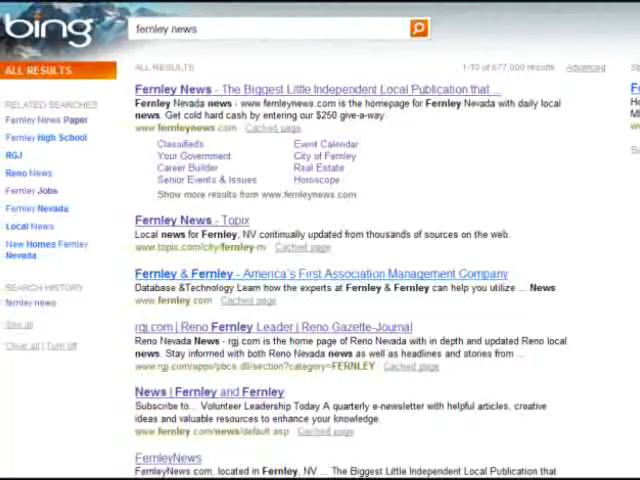 bing
fernley news
ALL RESULTS
RELATED SEARCHES
Fernley News Paper
Fernley High School
RGJ
Reno News
Fernley Jobs
Fernley Nevada
Local News
New Homes Fernley
Nevada
SEARCH HISTORY
fernley news
See all
Clear all | Turn off
ALL RESULTS
1-10 of 677,000 results
Advanced
Fernley News - The Biggest Little Independent Local Publication that ...
Fernley Nevada news - www.fernleynews.com is the homepage for Fernley Nevada with daily local
news. Get cold hard cash by entering our $250 give-a-way.
www.fernleynews.com · Cached page
Classifieds
Event Calendar
Your Government
City of Fernley
Career Builder
Real Estate
Senior Events & Issues
Horoscope
Show more results from www.fernleynews.com
Fernley News - Topix
Local news for Fernley, NV continually updated from thousands of sources on the web.
www.topix.com/city/fernley-nv · Cached page
Fernley & Fernley - America's First Association Management Company
Database &Technology Learn how the experts at Fernley & Fernley can help you utilize ... News
www.fernley.com · Cached page
rgj.com | Reno Fernley Leader | Reno Gazette-Journal
Reno Nevada News - rgj.com is the home page of Reno Nevada with in depth and updated Reno local
news. Stay informed with both Reno Nevada news as well as headlines and stories from ...
www.rgj.com/apps/pbcs.dll/section?category=FERNLEY · Cached page
News | Fernley and Fernley
Subscribe to... Volunteer Leadership Today A quarterly e-newsletter with helpful articles, creative
ideas and valuable resources to enhance your knowledge.
www.fernley.com/news/default.asp · Cached page
FernleyNews
FernleyNews.com, located in Fernley, NV ... The Biggest Little Independent Local Publication that